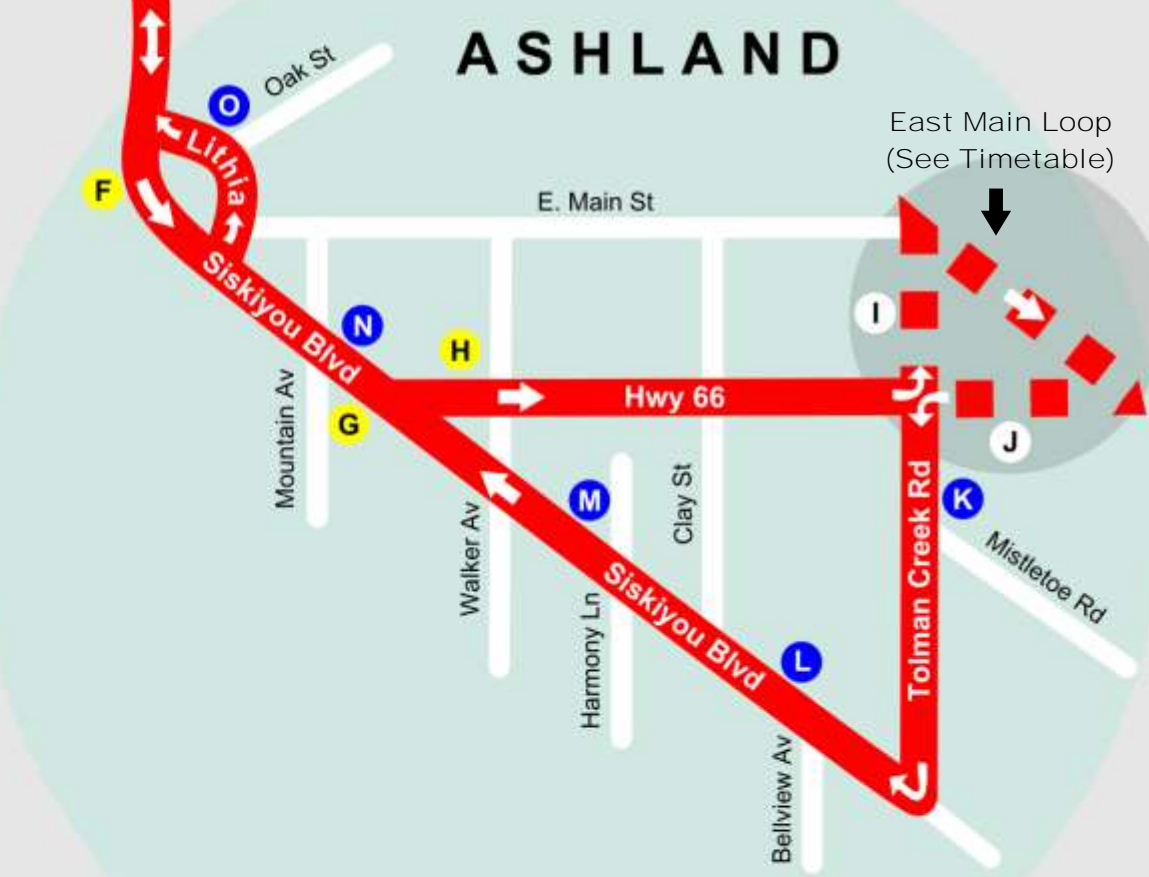 ASHLAND
Oak St
O
Lithia
East Main Loop
(See Timetable)
F
E. Main St
Siskiyou Blvd
N
H
I
G
Hwy 66
J
Mountain Av
Walker Av
M
Clay St
K
Mistletoe Rd
Harmony Ln
Siskiyou Blvd
Tolman Creek Rd
L
Bellview Av